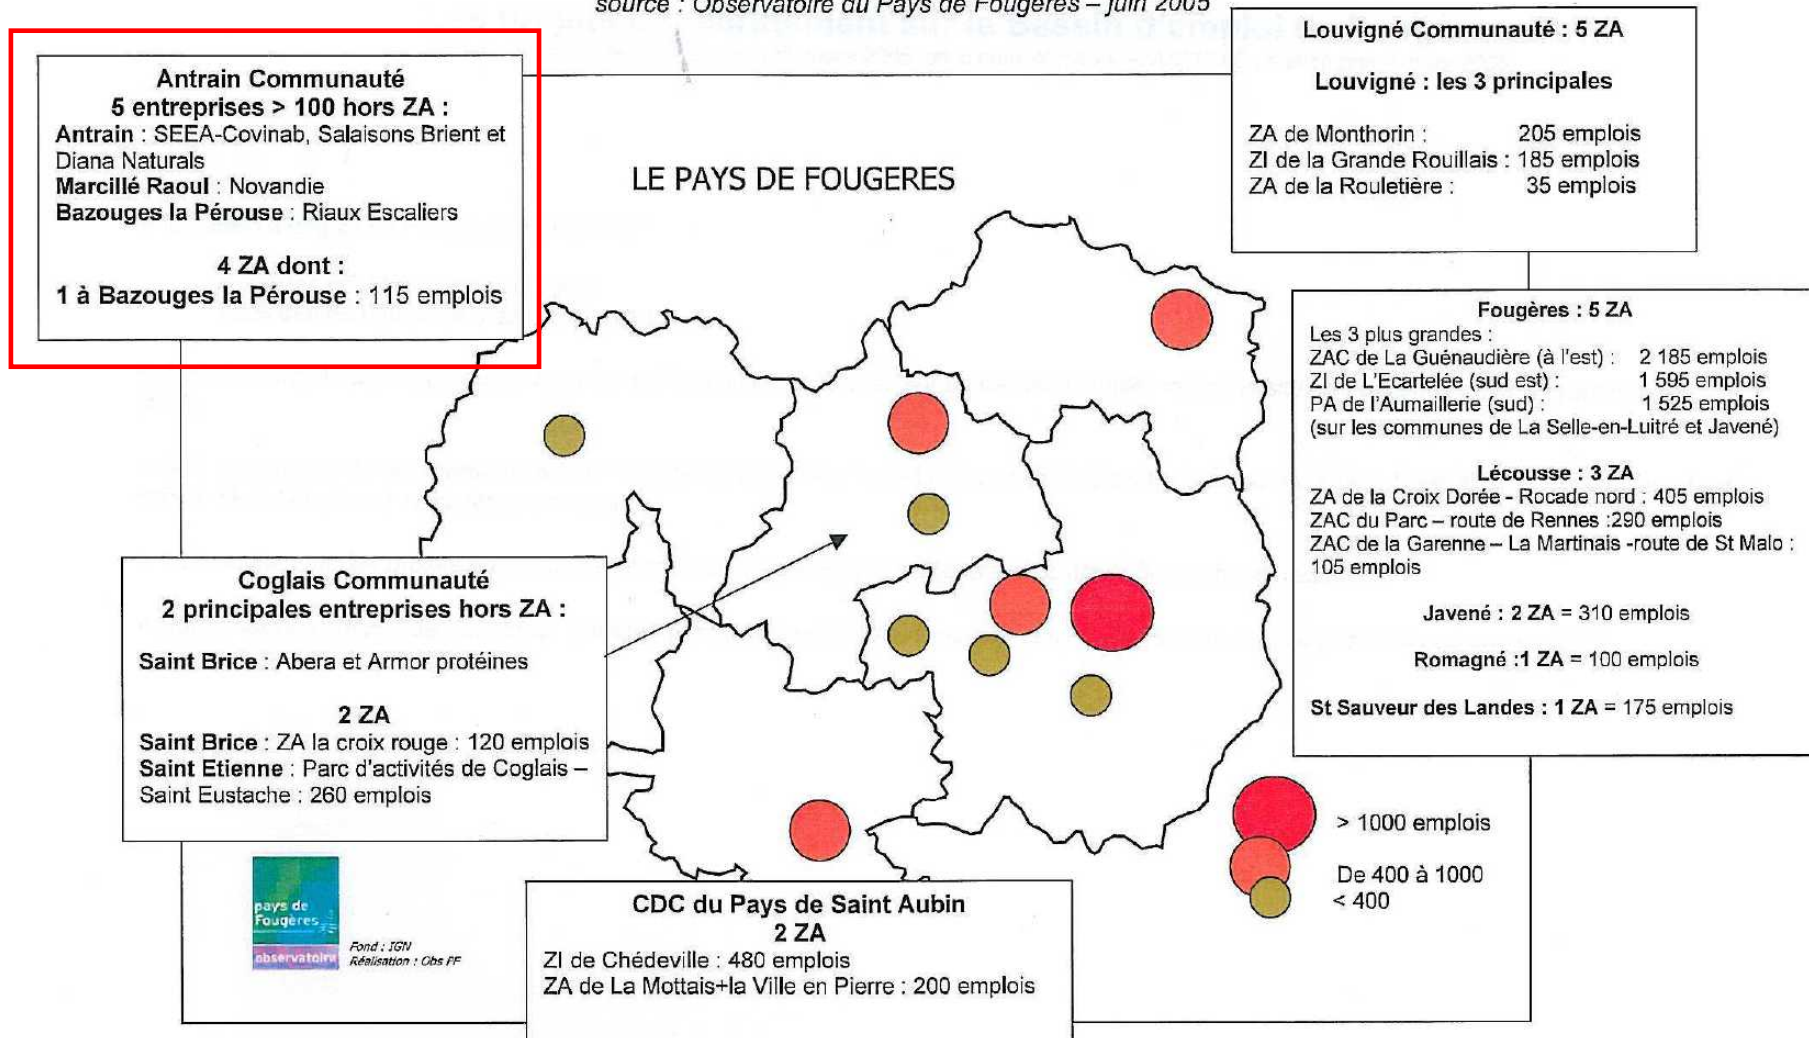 source : Observatoire du Pays de Fougères – juin 2005
Antrain Communauté
5 entreprises > 100 hors ZA :
Antrain : SEEA-Covinab, Salaisons Brient et
Diana Naturals
Marcillé Raoul : Novandie
Bazouges la Pérouse : Riaux Escaliers
4 ZA dont :
1 à Bazouges la Pérouse : 115 emplois
LE PAYS DE FOUGERES
Louvigné Communauté : 5 ZA
Louvigné : les 3 principales
ZA de Monthorin : 205 emplois
ZI de la Grande Rouillais : 185 emplois
ZA de la Rouletière : 35 emplois
Fougères : 5 ZA
Les 3 plus grandes :
ZAC de La Guénaudière (à l'est) : 2 185 emplois
ZI de L'Ecartelée (sud est) : 1 595 emplois
PA de l'Aumaillerie (sud) : 1 525 emplois
(sur les communes de La Selle-en-Luitré et Javené)
Lécousse : 3 ZA
ZA de la Croix Dorée - Rocade nord : 405 emplois
ZAC du Parc – route de Rennes :290 emplois
ZAC de la Garenne – La Martinais -route de St Malo :
105 emplois
Javené : 2 ZA = 310 emplois
Romagné :1 ZA = 100 emplois
St Sauveur des Landes : 1 ZA = 175 emplois
Coglais Communauté
2 principales entreprises hors ZA :
Saint Brice : Abera et Armor protéines
2 ZA
Saint Brice : ZA la croix rouge : 120 emplois
Saint Etienne : Parc d'activités de Coglais –
Saint Eustache : 260 emplois
> 1000 emplois
De 400 à 1000
< 400
pays de
Fougères
observatoire
Fond : IGN
Réalisation : Obs PF
CDC du Pays de Saint Aubin
2 ZA
ZI de Chédeville : 480 emplois
ZA de La Mottais+la Ville en Pierre : 200 emplois